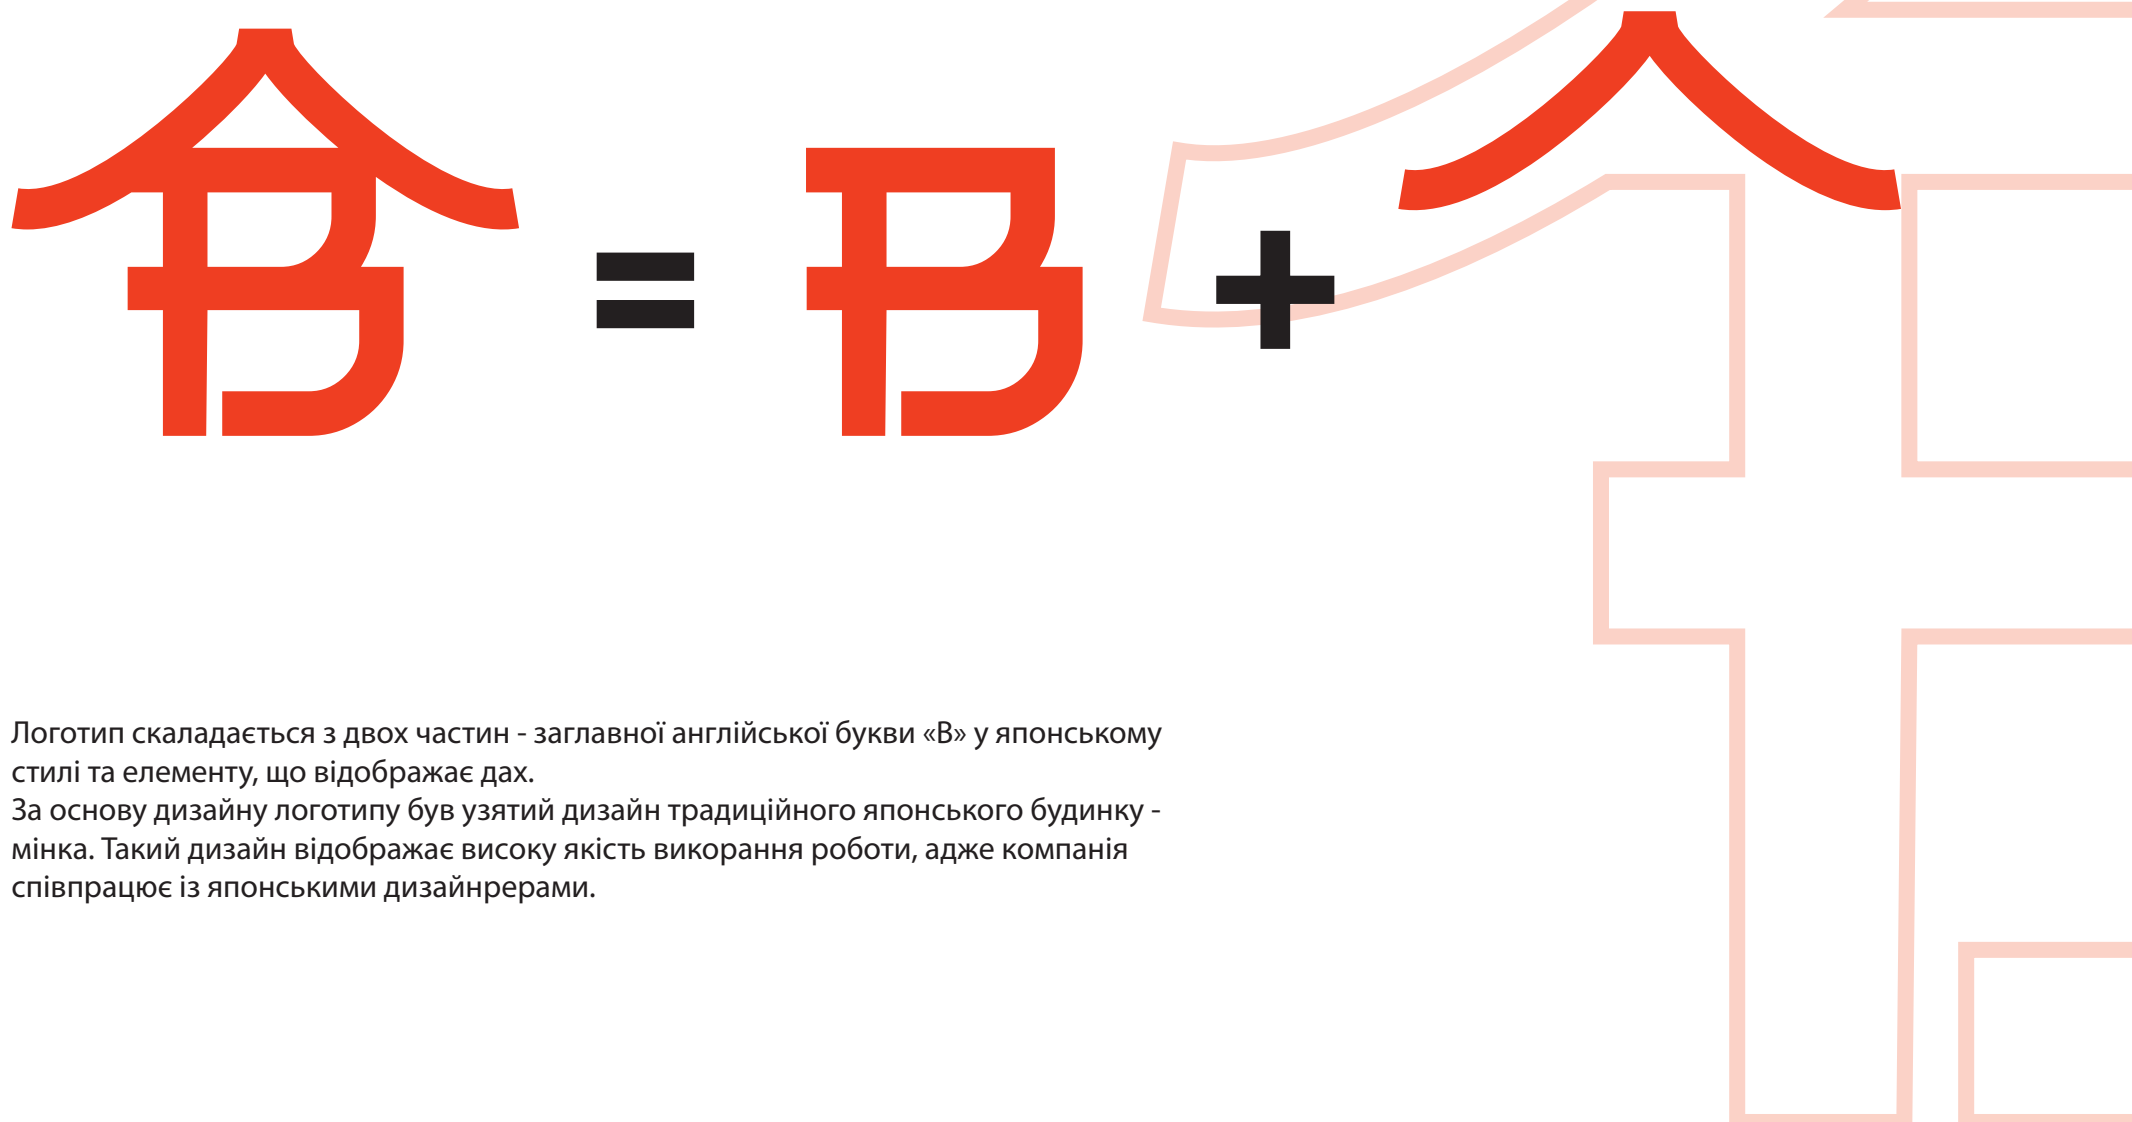 B = B +
Логотип скаладається з двох частин - заглавної англійської букви «B» у японському
стилі та елементу, що відображає дах.
За основу дизайну логотипу був узятий дизайн традиційного японського будинку -
мінка. Такий дизайн відображає високу якість викорання роботи, адже компанія
співпрацює із японськими дизайнрерами.